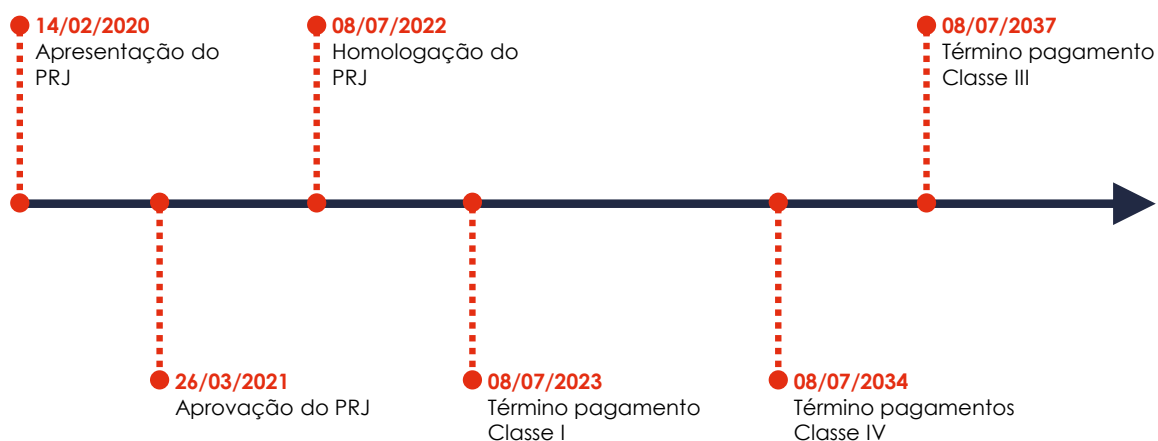 14/02/2020
Apresentação do
PRJ
08/07/2022
Homologação do
PRJ
08/07/2037
Término pagamento
Classe III
26/03/2021
Aprovação do PRJ
08/07/2023
Término pagamento
Classe I
08/07/2034
Término pagamentos
Classe IV